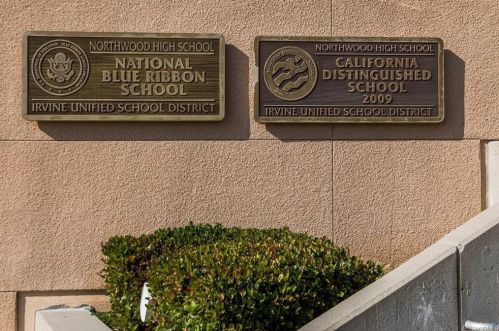 NORTHWOOD HIGH SCHOOL
NATIONAL
BLUE RIBBON
SCHOOL
IRVINE UNIFIED SCHOOL DISTRICT
NORTHWOOD HIGH SCHOOL
CALIFORNIA
DISTINGUISHED
SCHOOL
2009
IRVINE UNIFIED SCHOOL DISTRICT